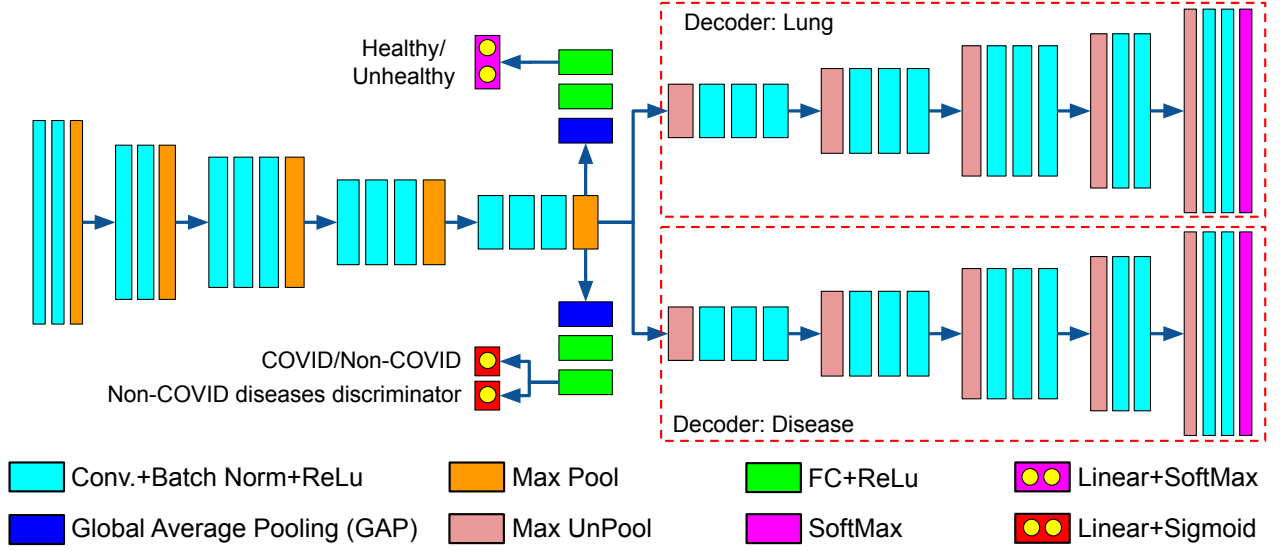 Decoder: Lung
Healthy/
Unhealthy
COVID/Non-COVID
Non-COVID diseases discriminator
Decoder: Disease
Conv.+Batch Norm+ReLu
Max Pool
FC+ReLu
Linear+SoftMax
Global Average Pooling (GAP)
Max UnPool
SoftMax
Linear+Sigmoid